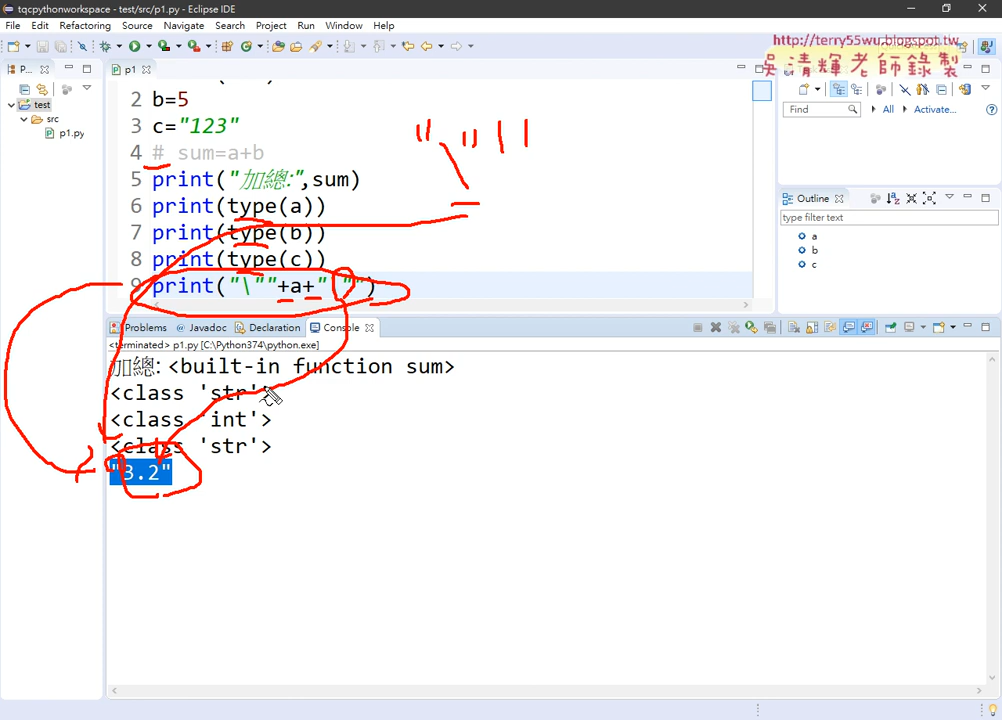 tqcpythonworkspace - test/src/p1.py - Eclipse IDE
File Edit Refactoring Source Navigate Search Project Run Window Help
http://terry55wu.blogspot.tw
吳清輝老師錄製
P...
p1
test
src
p1.py
2 b=5
3 c="123"
4 # sum=a+b
5 print("加總:",sum)
6 print(type(a))
7 print(type(b))
8 print(type(c))
9 print("\""+a+"\"")
Find
All
Activate...
Outline
type filter text
a
b
c
Problems Javadoc Declaration Console
<terminated> p1.py [C:\Python374\python.exe]
加總: <built-in function sum>
<class 'str'>
<class 'int'>
<class 'str'>
"3.2"